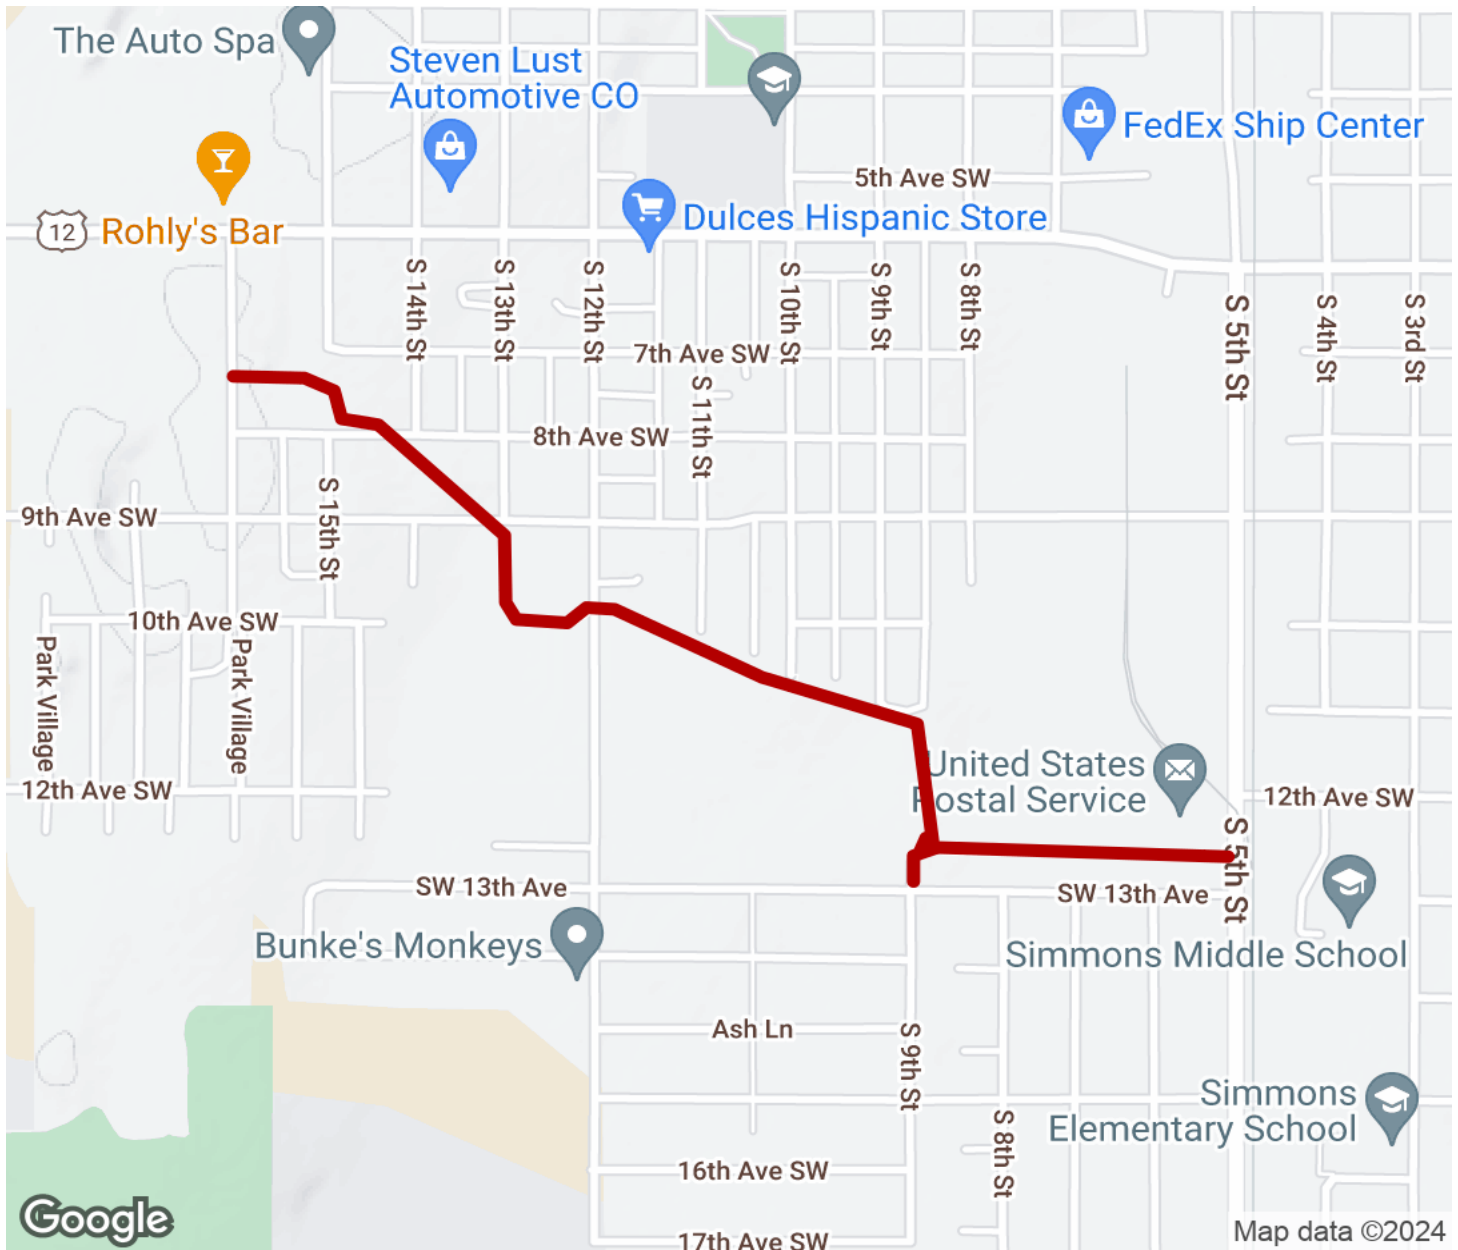 The Auto Spa
Steven Lust
Automotive CO
FedEx Ship Center
5th Ave SW
12
Rohly's Bar
Dulces Hispanic Store
S 14th St
S 13th St
S 12th St
S 10th St
S 9th St
S 8th St
S 5th St
S 4th St
S 3rd St
7th Ave SW
S 11th St
8th Ave SW
S 15th St
9th Ave SW
10th Ave SW
Park Village
Park Village
United States
Postal Service
12th Ave SW
12th Ave SW
S 5th St
SW 13th Ave
SW 13th Ave
Bunke's Monkeys
Simmons Middle School
Ash Ln
S 9th St
Simmons
Elementary School
S 8th St
16th Ave SW
Google
17th Ave SW
Map data ©2024